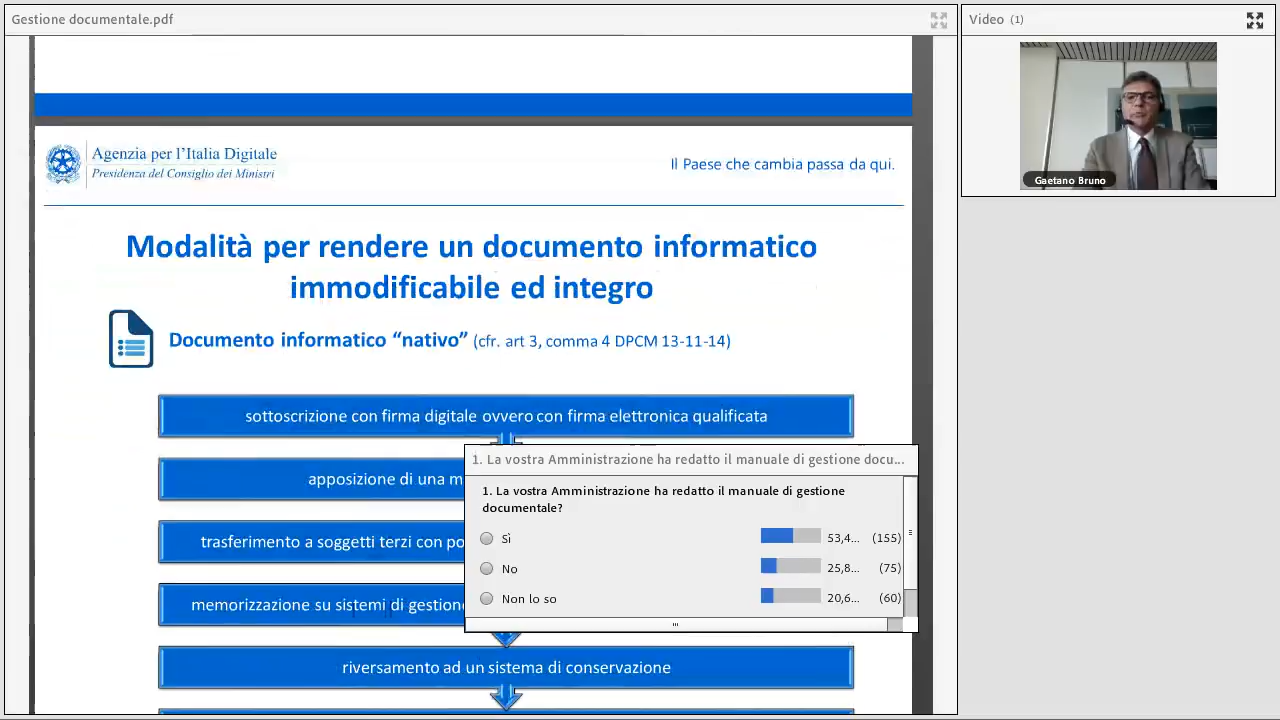 Gestione documentale.pdf
Video (1)
Gaetano Bruno
Agenzia per l'Italia Digitale
Presidenza del Consiglio dei Ministri
Il Paese che cambia passa da qui.
Modalità per rendere un documento informatico
immodificabile ed integro
Documento informatico “nativo” (cfr. art 3, comma 4 DPCM 13-11-14)
sottoscrizione con firma digitale ovvero con firma elettronica qualificata
apposizione di una m
trasferimento a soggetti terzi con po
memorizzazione su sistemi di gestione
riversamento ad un sistema di conservazione
1. La vostra Amministrazione ha redatto il manuale di gestione docu...
1. La vostra Amministrazione ha redatto il manuale di gestione
documentale?
Sì 53,4... (155)
No 25,8... (75)
Non lo so 20,6... (60)